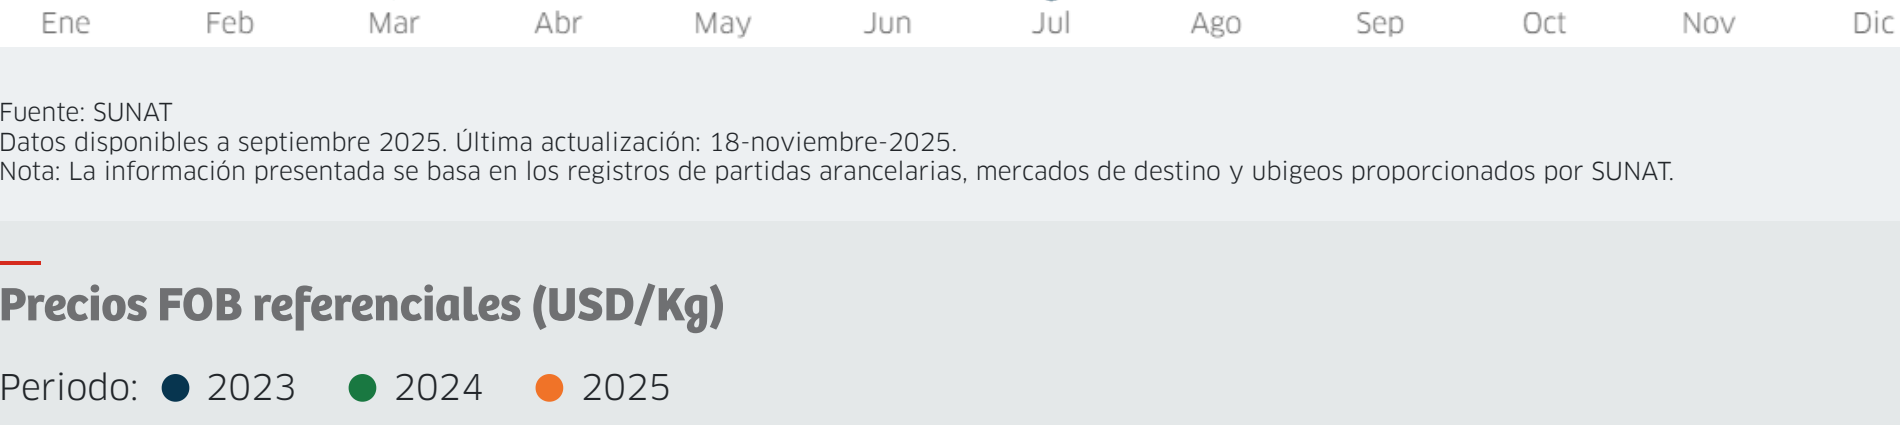 Ene Feb Mar Abr May Jun Jul Ago Sep Oct Nov Dic
Fuente: SUNAT
Datos disponibles a septiembre 2025. Última actualización: 18-noviembre-2025.
Nota: La información presentada se basa en los registros de partidas arancelarias, mercados de destino y ubigeos proporcionados por SUNAT.
Precios FOB referenciales (USD/Kg)
Periodo: 2023 2024 2025